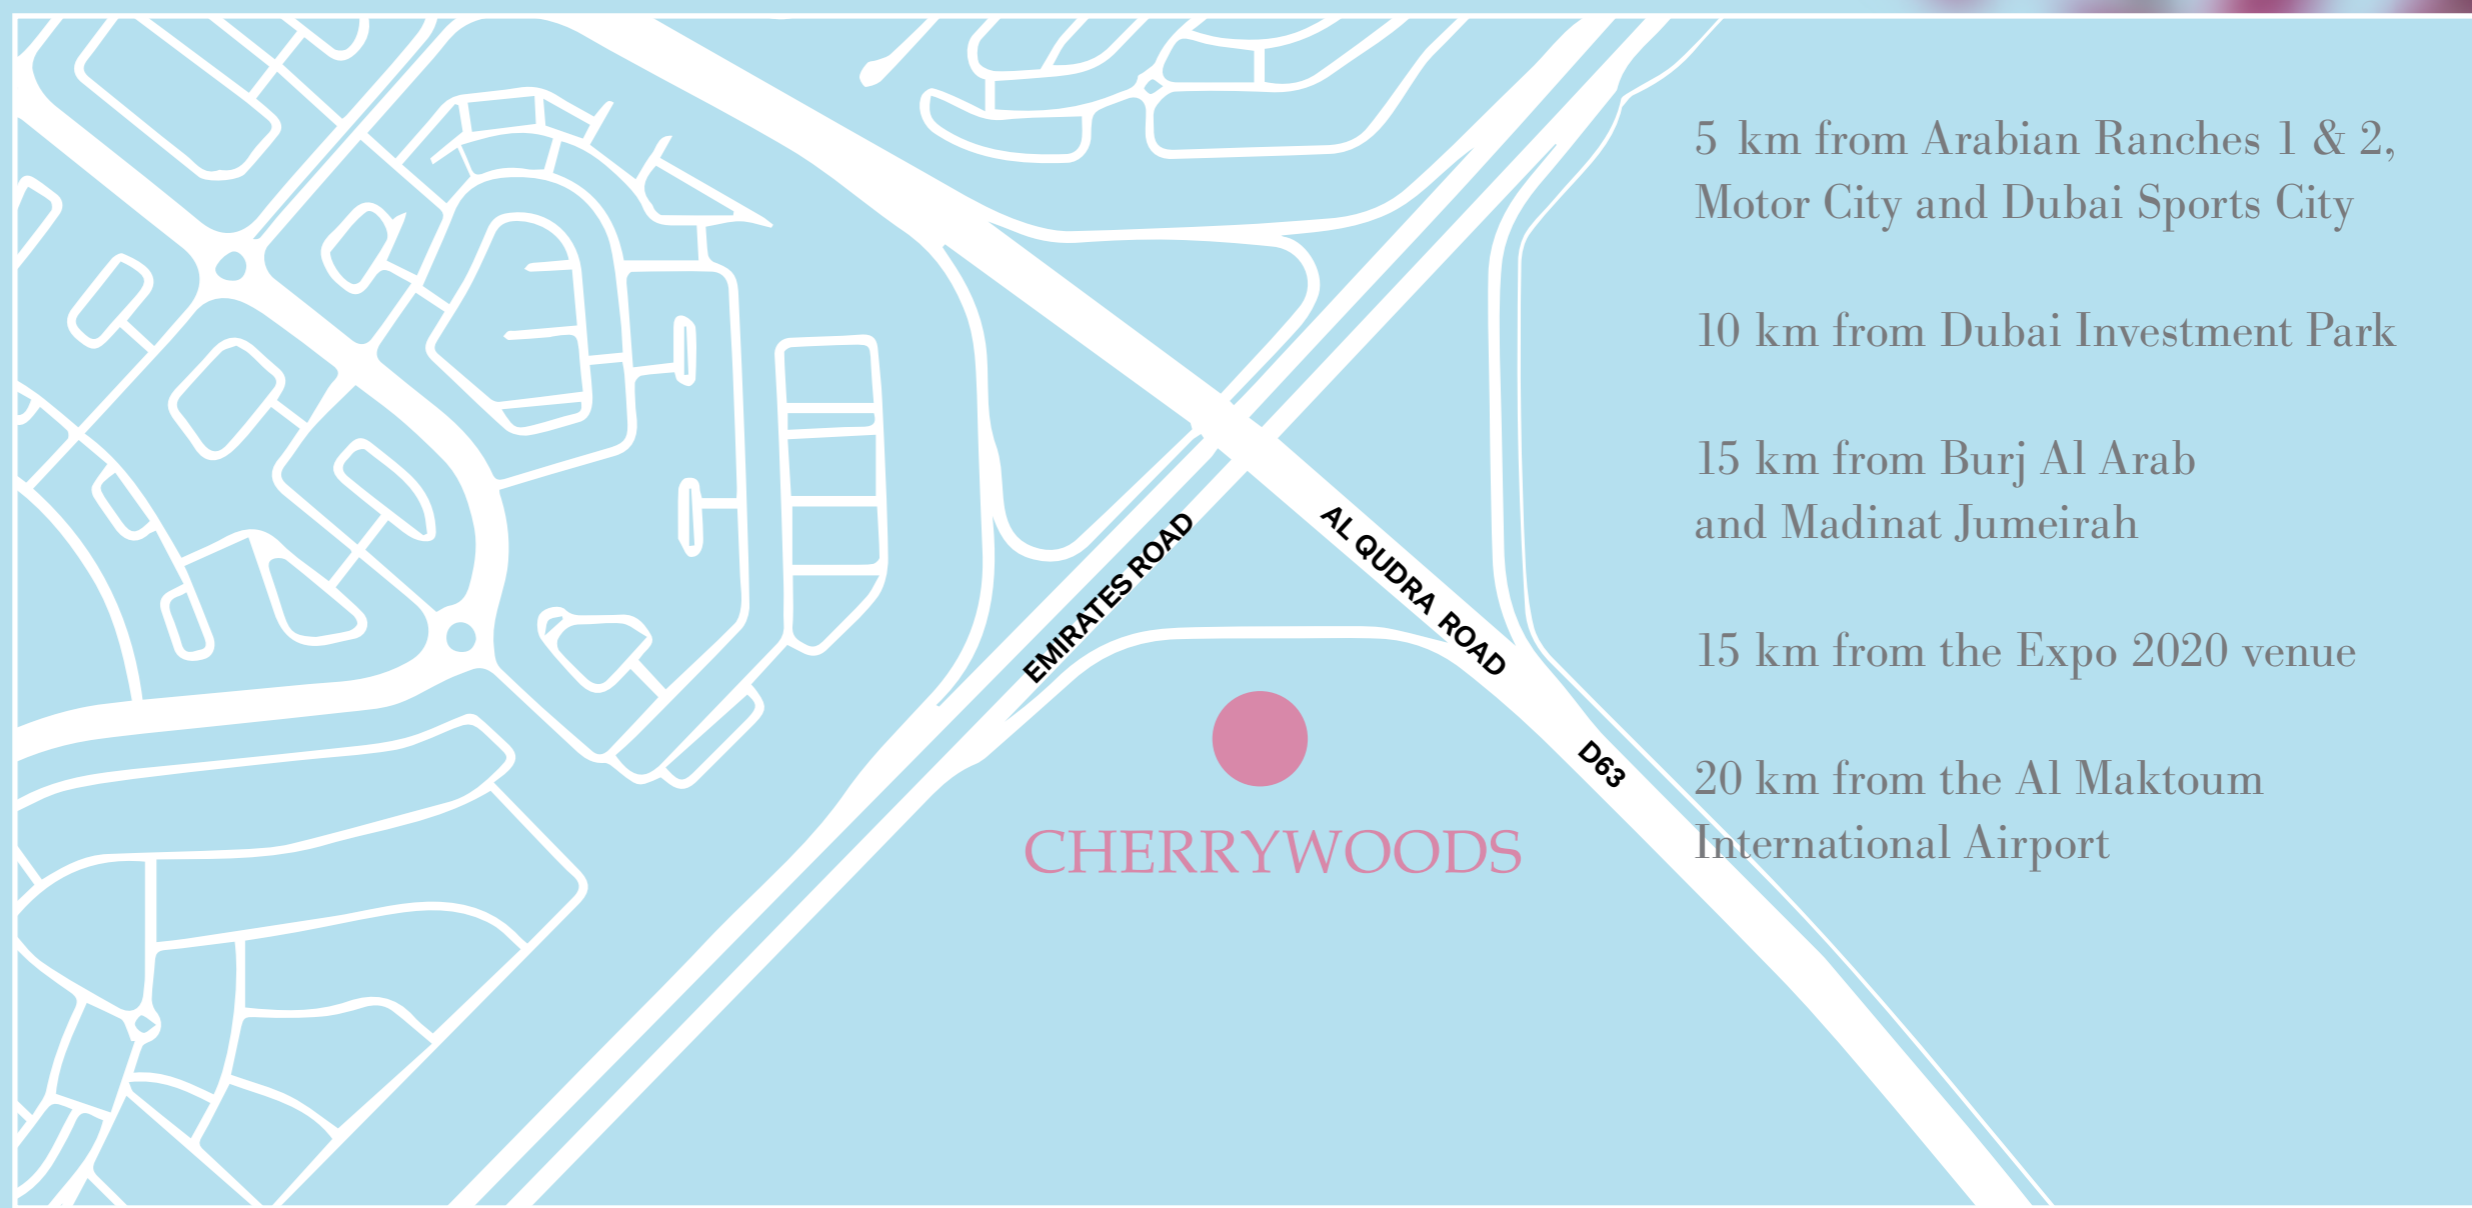 5 km from Arabian Ranches 1 & 2,
Motor City and Dubai Sports City
10 km from Dubai Investment Park
15 km from Burj Al Arab
and Madinat Jumeirah
15 km from the Expo 2020 venue
20 km from the Al Maktoum
International Airport
EMIRATES ROAD
AL QUDRA ROAD
D63
CHERRYWOODS